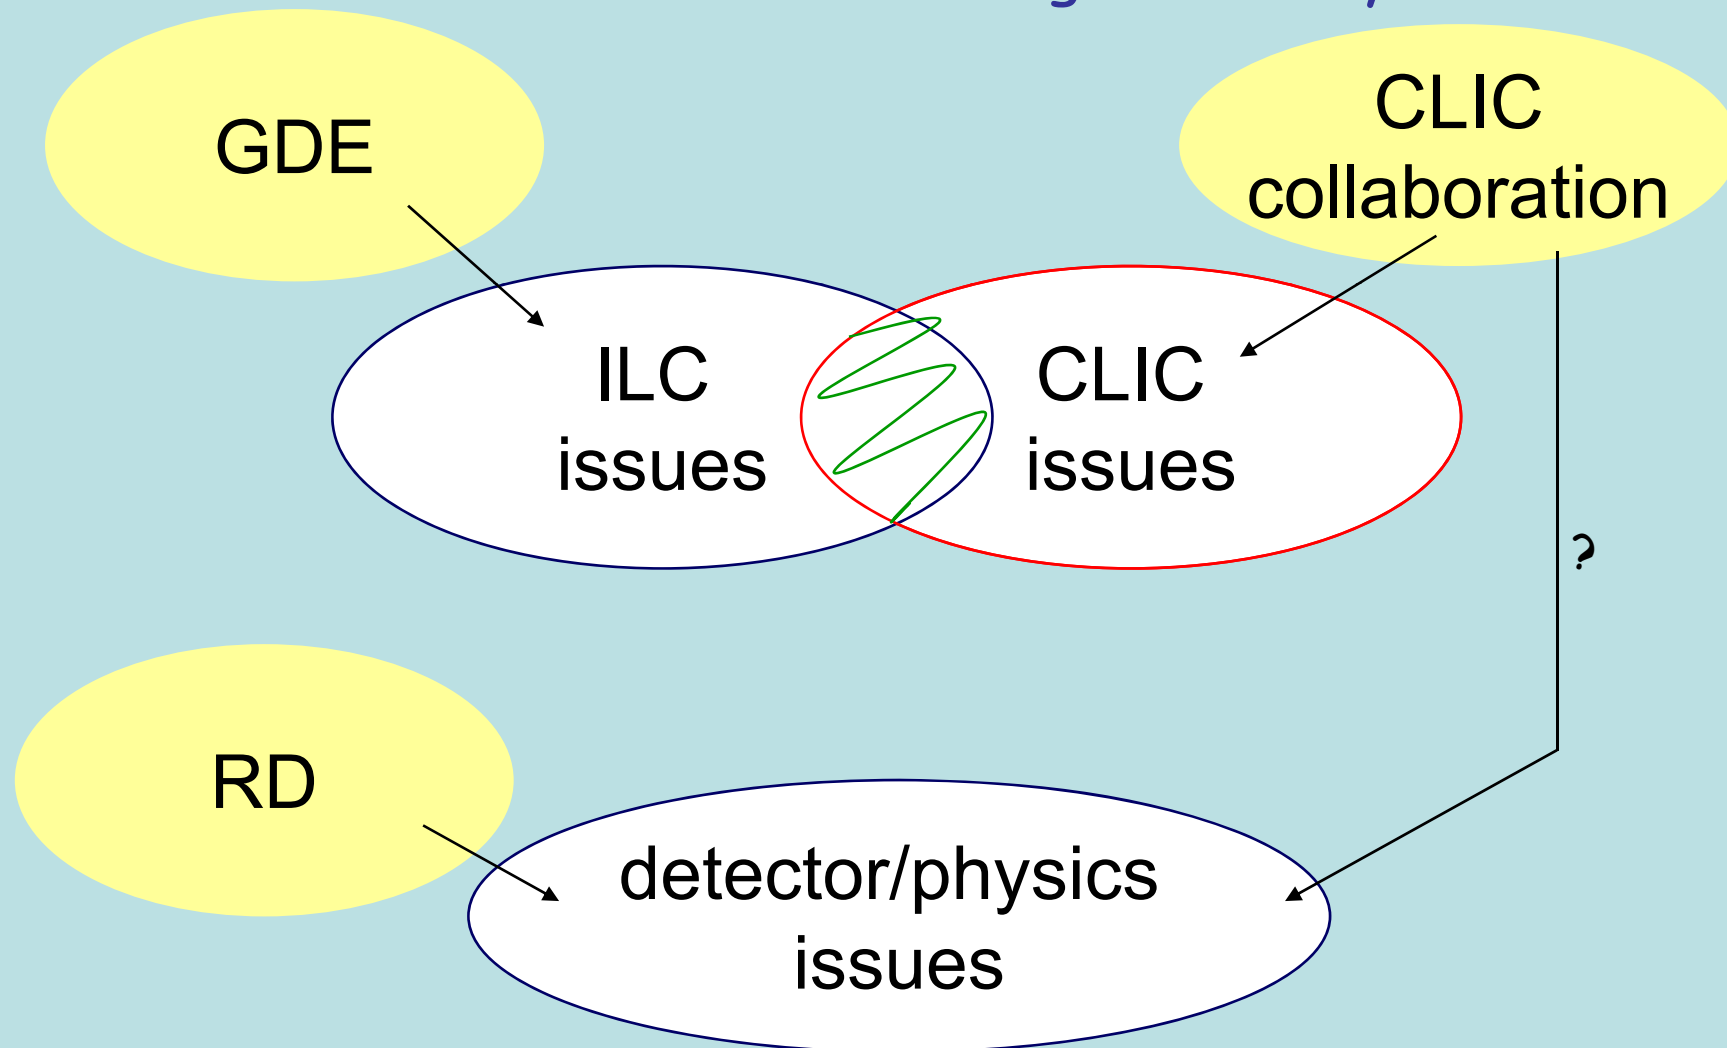 GDE
CLIC
collaboration
ILC
issues
CLIC
issues
?
RD
detector/physics
issues